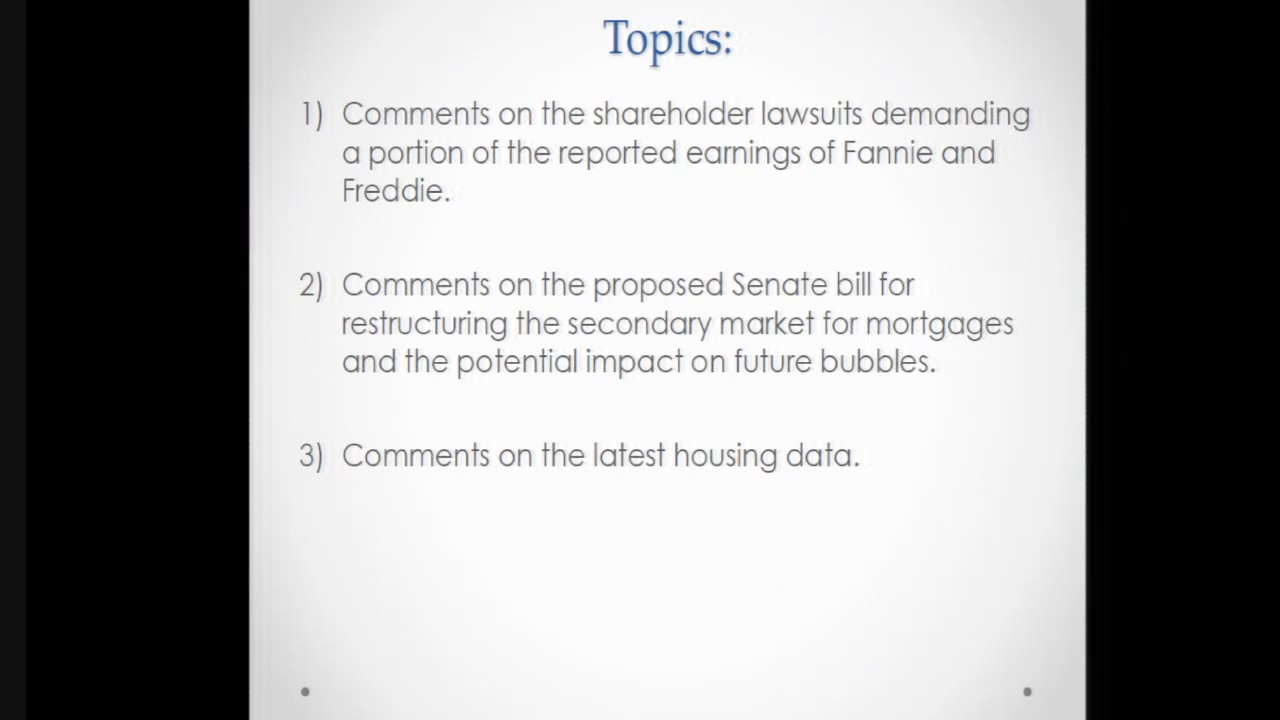 Topics:
1) Comments on the shareholder lawsuits demanding
a portion of the reported earnings of Fannie and
Freddie.
2) Comments on the proposed Senate bill for
restructuring the secondary market for mortgages
and the potential impact on future bubbles.
3) Comments on the latest housing data.